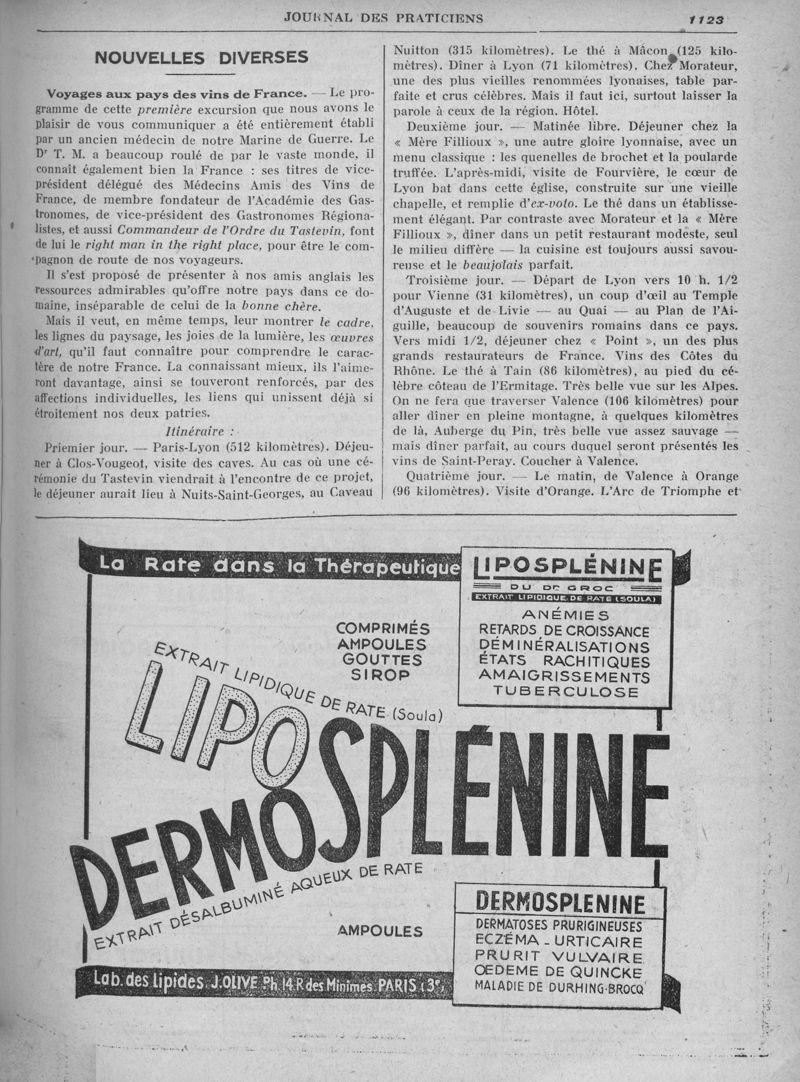 JOURNAL DES PRATICIENS 1123
NOUVELLES DIVERSES
Voyages aux pays des vins de France. — Le pro-
gramme de cette première excursion que nous avons le
plaisir de vous communiquer a été entièrement établi
par un ancien médecin de notre Marine de Guerre. Le
Dr T. M. a beaucoup roulé de par le vaste monde, il
connaît également bien la France : ses titres de vice-
président délégué des Médecins Amis des Vins de
France, de membre fondateur de l'Académie des Gas-
tronomes, de vice-président des Gastronomes Régiona-
listes, et aussi Commandeur de l'Ordre du Tastevin, font
de lui le right man in the right place, pour être le com-
pagnon de route de nos voyageurs.
Il s'est proposé de présenter à nos amis anglais les
ressources admirables qu'offre notre pays dans ce do-
maine, inséparable de celui de la bonne chère.
Mais il veut, en même temps, leur montrer le cadre,
les lignes du paysage, les joies de la lumière, les œuvres
d'art, qu'il faut connaître pour comprendre le carac-
tère de notre France. La connaissant mieux, ils l'aime-
ront davantage, ainsi se touveront renforcés, par des
affections individuelles, les liens qui unissent déjà si
étroitement nos deux patries.
Itinéraire :
Priemier jour. — Paris-Lyon (512 kilomètres). Déjeu-
ner à Clos-Vougeot, visite des caves. Au cas où une cé-
rémonie du Tastevin viendrait à l'encontre de ce projet,
le déjeuner aurait lieu à Nuits-Saint-Georges, au Caveau
Nuitton (315 kilomètres). Le thé à Mâcon (125 kilo-
mètres). Dîner à Lyon (71 kilomètres). Chez Morateur,
une des plus vieilles renommées lyonaises, table par-
faite et crus célèbres. Mais il faut ici, surtout laisser la
parole à ceux de la région. Hôtel.
Deuxième jour. — Matinée libre. Déjeuner chez la
« Mère Fillioux », une autre gloire lyonnaise, avec un
menu classique : les quenelles de brochet et la poularde
truffée. L'après-midi, visite de Fourvière, le cœur de
Lyon bat dans cette église, construite sur une vieille
chapelle, et remplie d'ex-voto. Le thé dans un établisse-
ment élégant. Par contraste avec Morateur et la « Mère
Fillioux », dîner dans un petit restaurant modeste, seul
le milieu diffère — la cuisine est toujours aussi savou-
reuse et le beaujolais parfait.
Troisième jour. — Départ de Lyon vers 10 h. 1/2
pour Vienne (31 kilomètres), un coup d'œil au Temple
d'Auguste et de Livie — au Quai — au Plan de l'Ai-
guille, beaucoup de souvenirs romains dans ce pays.
Vers midi 1/2, déjeuner chez « Point », un des plus
grands restaurateurs de France. Vins des Côtes du
Rhône. Le thé à Tain (86 kilomètres), au pied du cé-
lèbre côteau de l'Ermitage. Très belle vue sur les Alpes.
On ne fera que traverser Valence (106 kilomètres) pour
aller dîner en pleine montagne, à quelques kilomètres
de là, Auberge du Pin, très belle vue assez sauvage —
mais dîner parfait, au cours duquel seront présentés les
vins de Saint-Peray. Coucher à Valence.
Quatrième jour. — Le matin, de Valence à Orange
(96 kilomètres). Visite d'Orange. L'Arc de Triomphe et
La Rate dans la Thérapeutique
LIPOSPLÉNINE
DU DR GROC
EXTRAIT LIPIDIQUE DE RATE (SOULA)
ANÉMIES
RETARDS DE CROISSANCE
DÉMINÉRALISATIONS
ÉTATS RACHITIQUES
AMAIGRISSEMENTS
TUBERCULOSE
COMPRIMÉS
AMPOULES
GOUTTES
SIROP
EXTRAIT LIPIDIQUE DE RATE (Soula)
LIPO
DERMOSPLÉNINE
EXTRAIT DÉSALBUMINÉ AQUEUX DE RATE
AMPOULES
DERMOSPLENINE
DERMATOSES PRURIGINEUSES
ECZÉMA - URTICAIRE
PRURIT VULVAIRE
ŒDEME DE QUINCKE
MALADIE DE DURHING-BROCQ
Lab. des Lipides. J. OLIVE Ph. 14 R des Minimes. PARIS (3e)